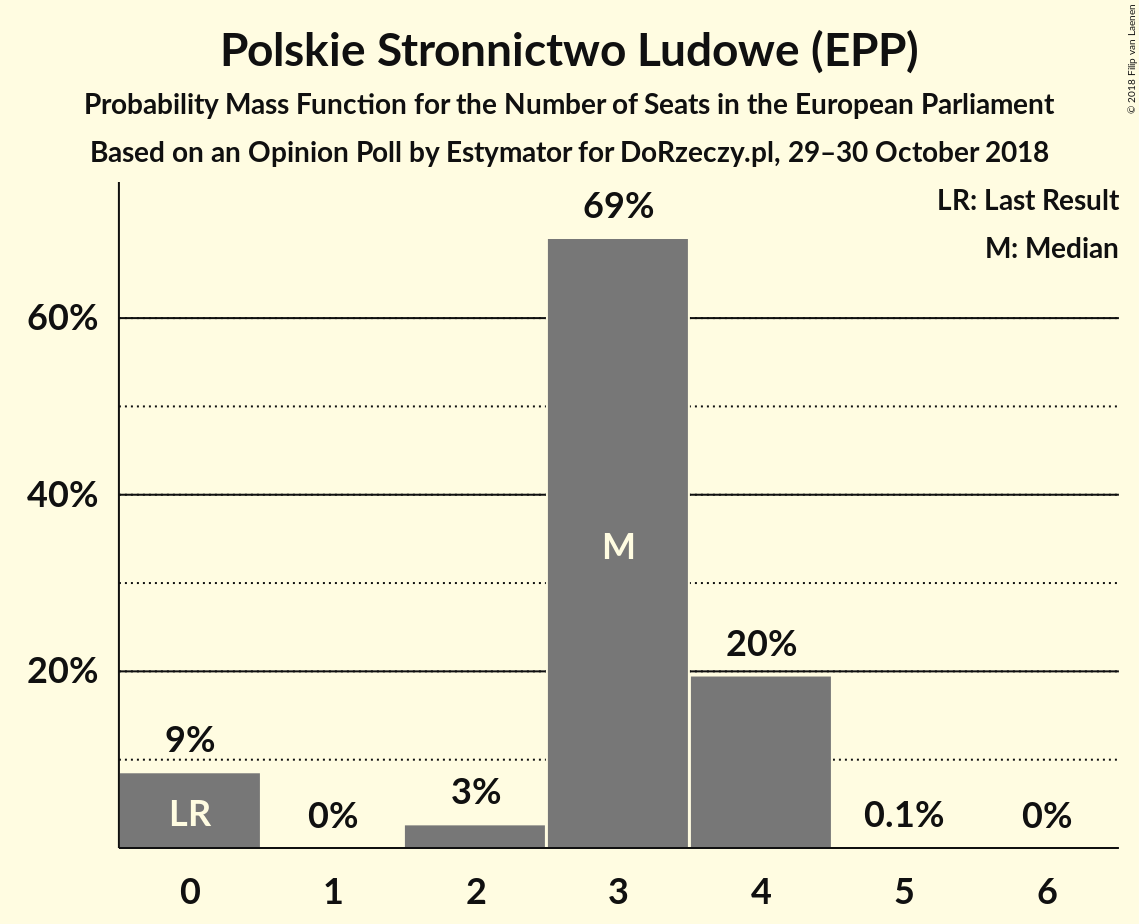 Polskie Stronnictwo Ludowe (EPP)
Probability Mass Function for the Number of Seats in the European Parliament
Based on an Opinion Poll by Estymator for DoRzeczy.pl, 29–30 October 2018
© 2018 Filip van Laenen
LR: Last Result
M: Median
69%
60%
40%
M
20%
20%
9%
3%
LR
0%
0.1%
0%
0 1 2 3 4 5 6